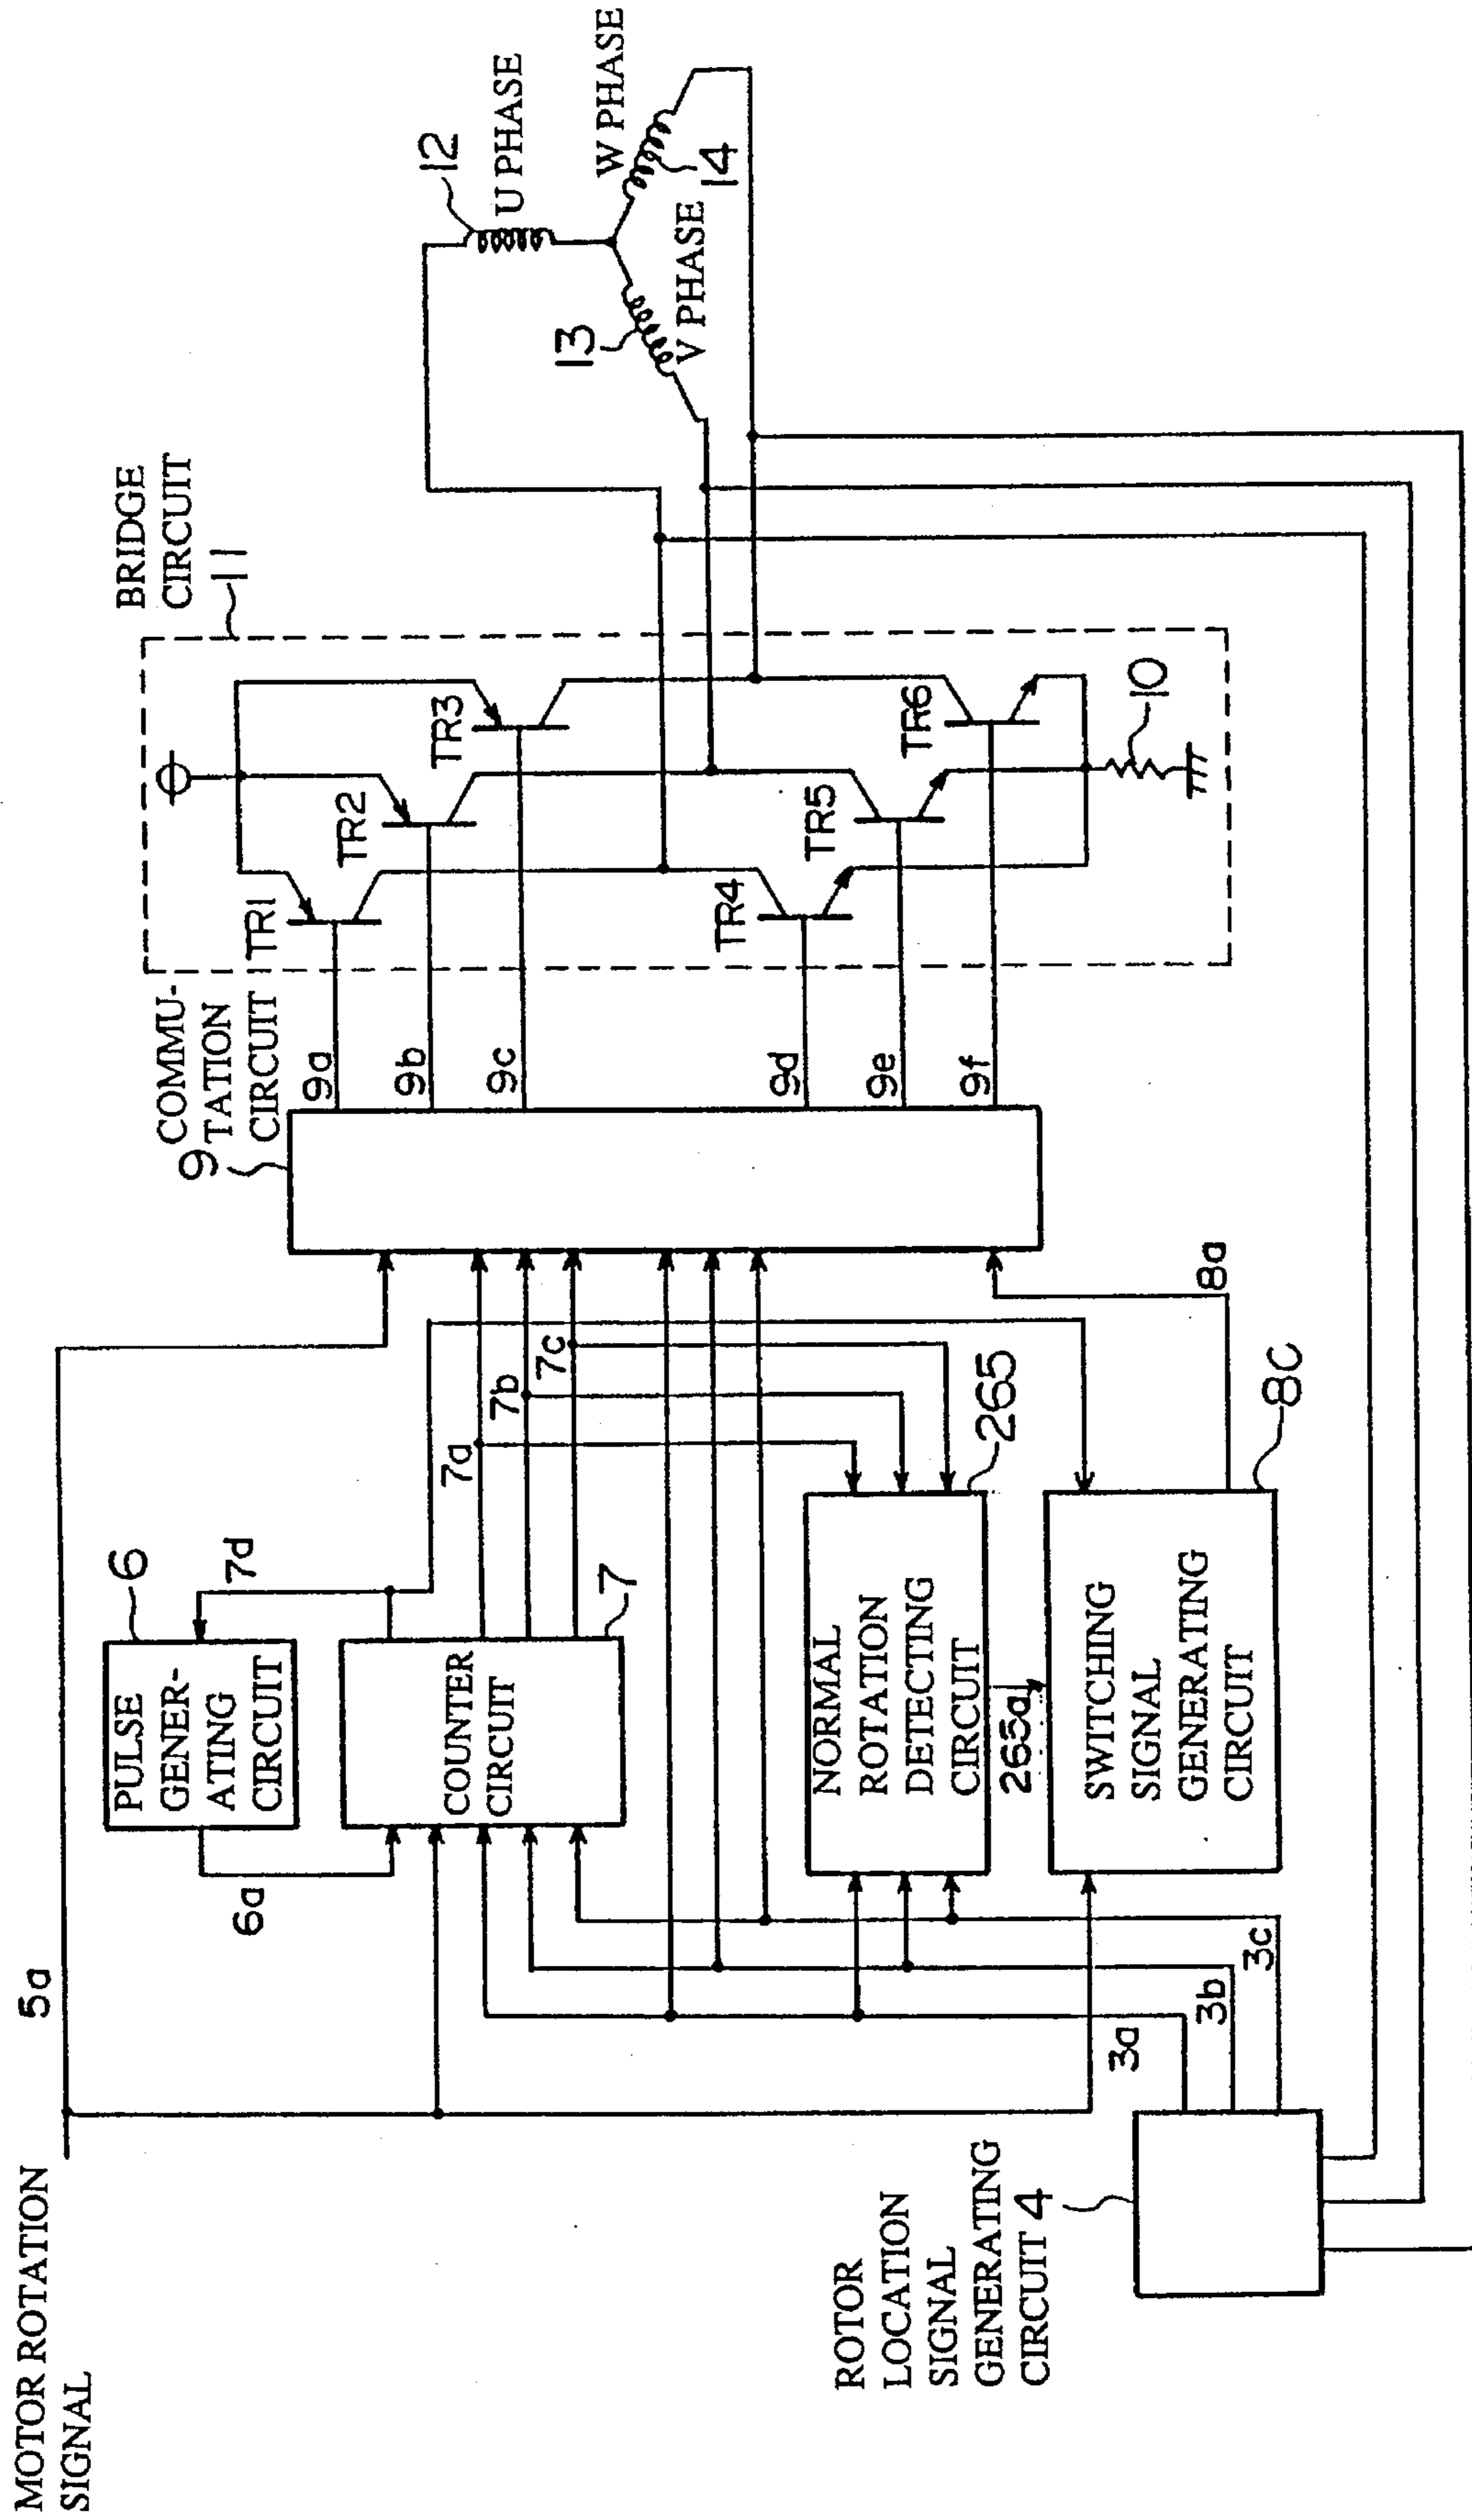 MOTOR ROTATION
SIGNAL
5a
PULSE
GENER-
ATING
CIRCUIT
6
7d
6a
COUNTER
CIRCUIT
7
7a
7b
7c
COMMU-
TATION
CIRCUIT
9
9a
9b
9c
9d
9e
9f
BRIDGE
CIRCUIT
11
TR1
TR2
TR3
TR4
TR5
TR6
10
12
U PHASE
W PHASE
14
13
V PHASE
NORMAL
ROTATION
DETECTING
CIRCUIT
265
265a
SWITCHING
SIGNAL
GENERATING
CIRCUIT
8C
8a
ROTOR
LOCATION
SIGNAL
GENERATING
CIRCUIT 4
3a
3b
3c